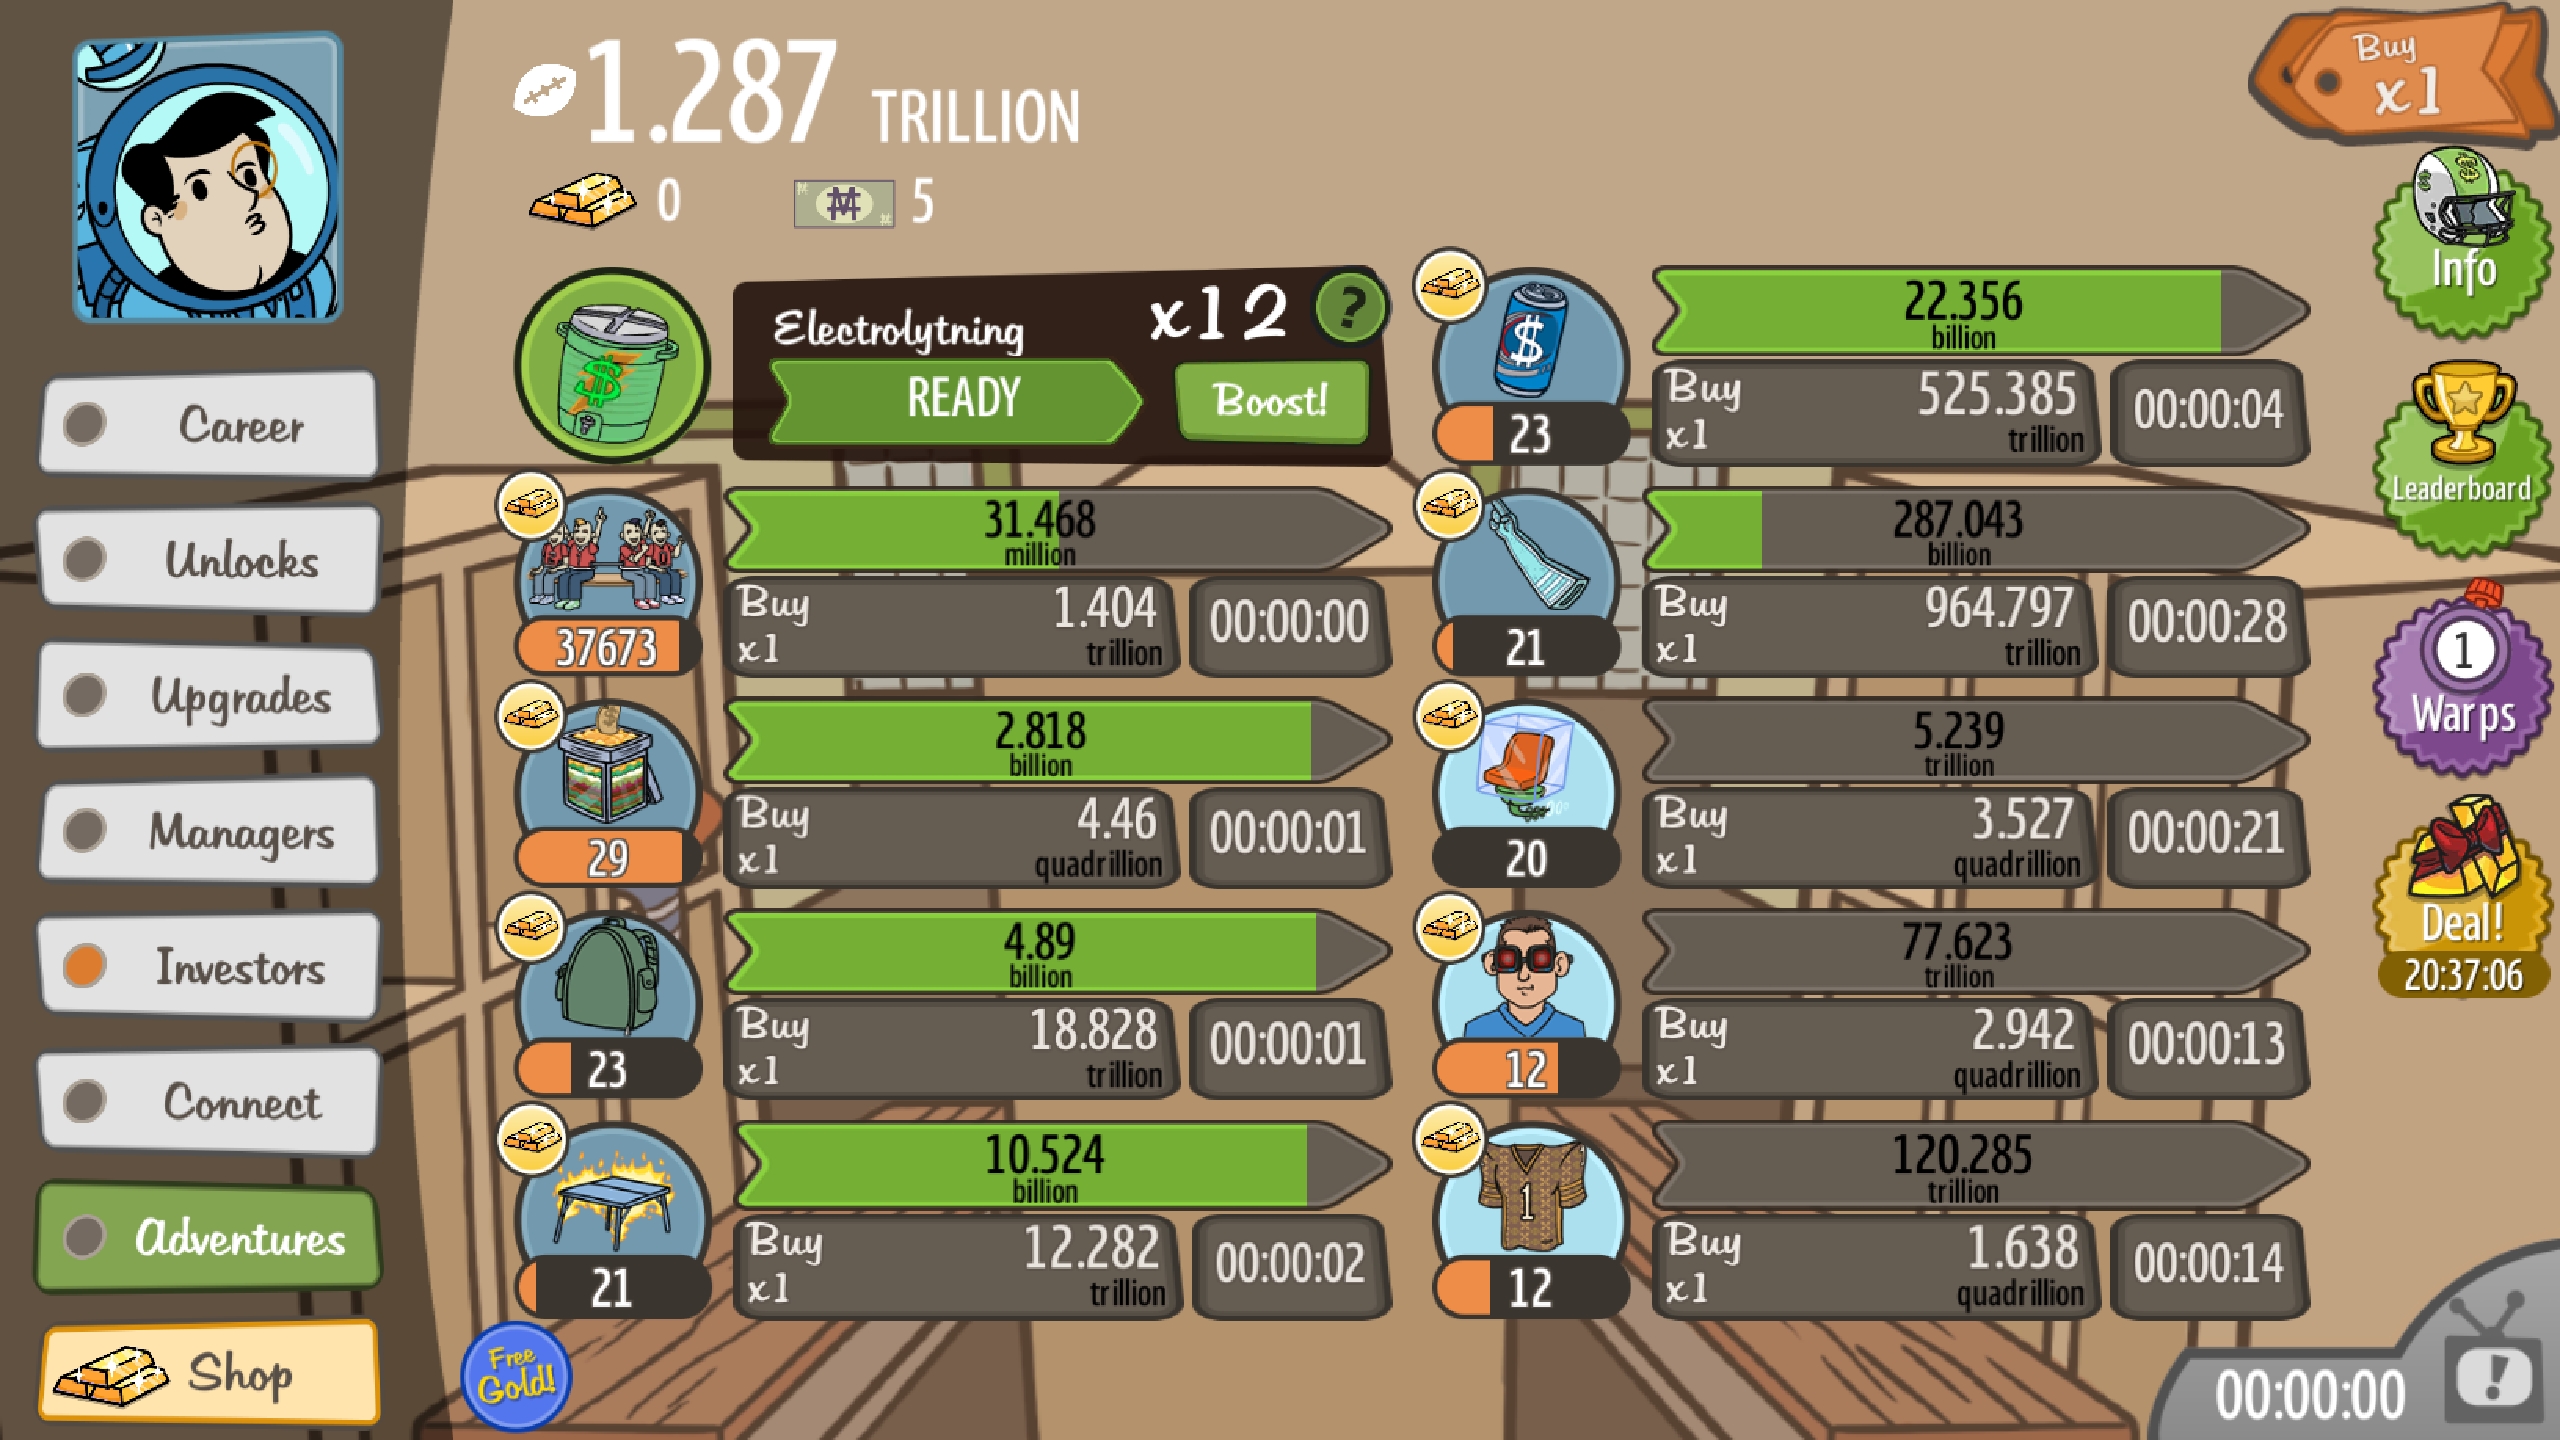 1.287 TRILLION
0
5
Buy
x1
Career
Unlocks
Upgrades
Managers
Investors
Connect
Adventures
Shop
Free
Gold!
$
Electrolytning
x12
?
READY
Boost!
37673
31.468
million
Buy
x1
1.404
trillion
00:00:00
29
2.818
billion
Buy
x1
4.46
quadrillion
00:00:01
23
4.89
billion
Buy
x1
18.828
trillion
00:00:01
21
10.524
billion
Buy
x1
12.282
trillion
00:00:02
$
23
22.356
billion
Buy
x1
525.385
trillion
00:00:04
21
287.043
billion
Buy
x1
964.797
trillion
00:00:28
20
5.239
trillion
Buy
x1
3.527
quadrillion
00:00:21
12
77.623
trillion
Buy
x1
2.942
quadrillion
00:00:13
1
12
120.285
trillion
Buy
x1
1.638
quadrillion
00:00:14
Info
Leaderboard
1
Warps
Deal!
20:37:06
00:00:00
!